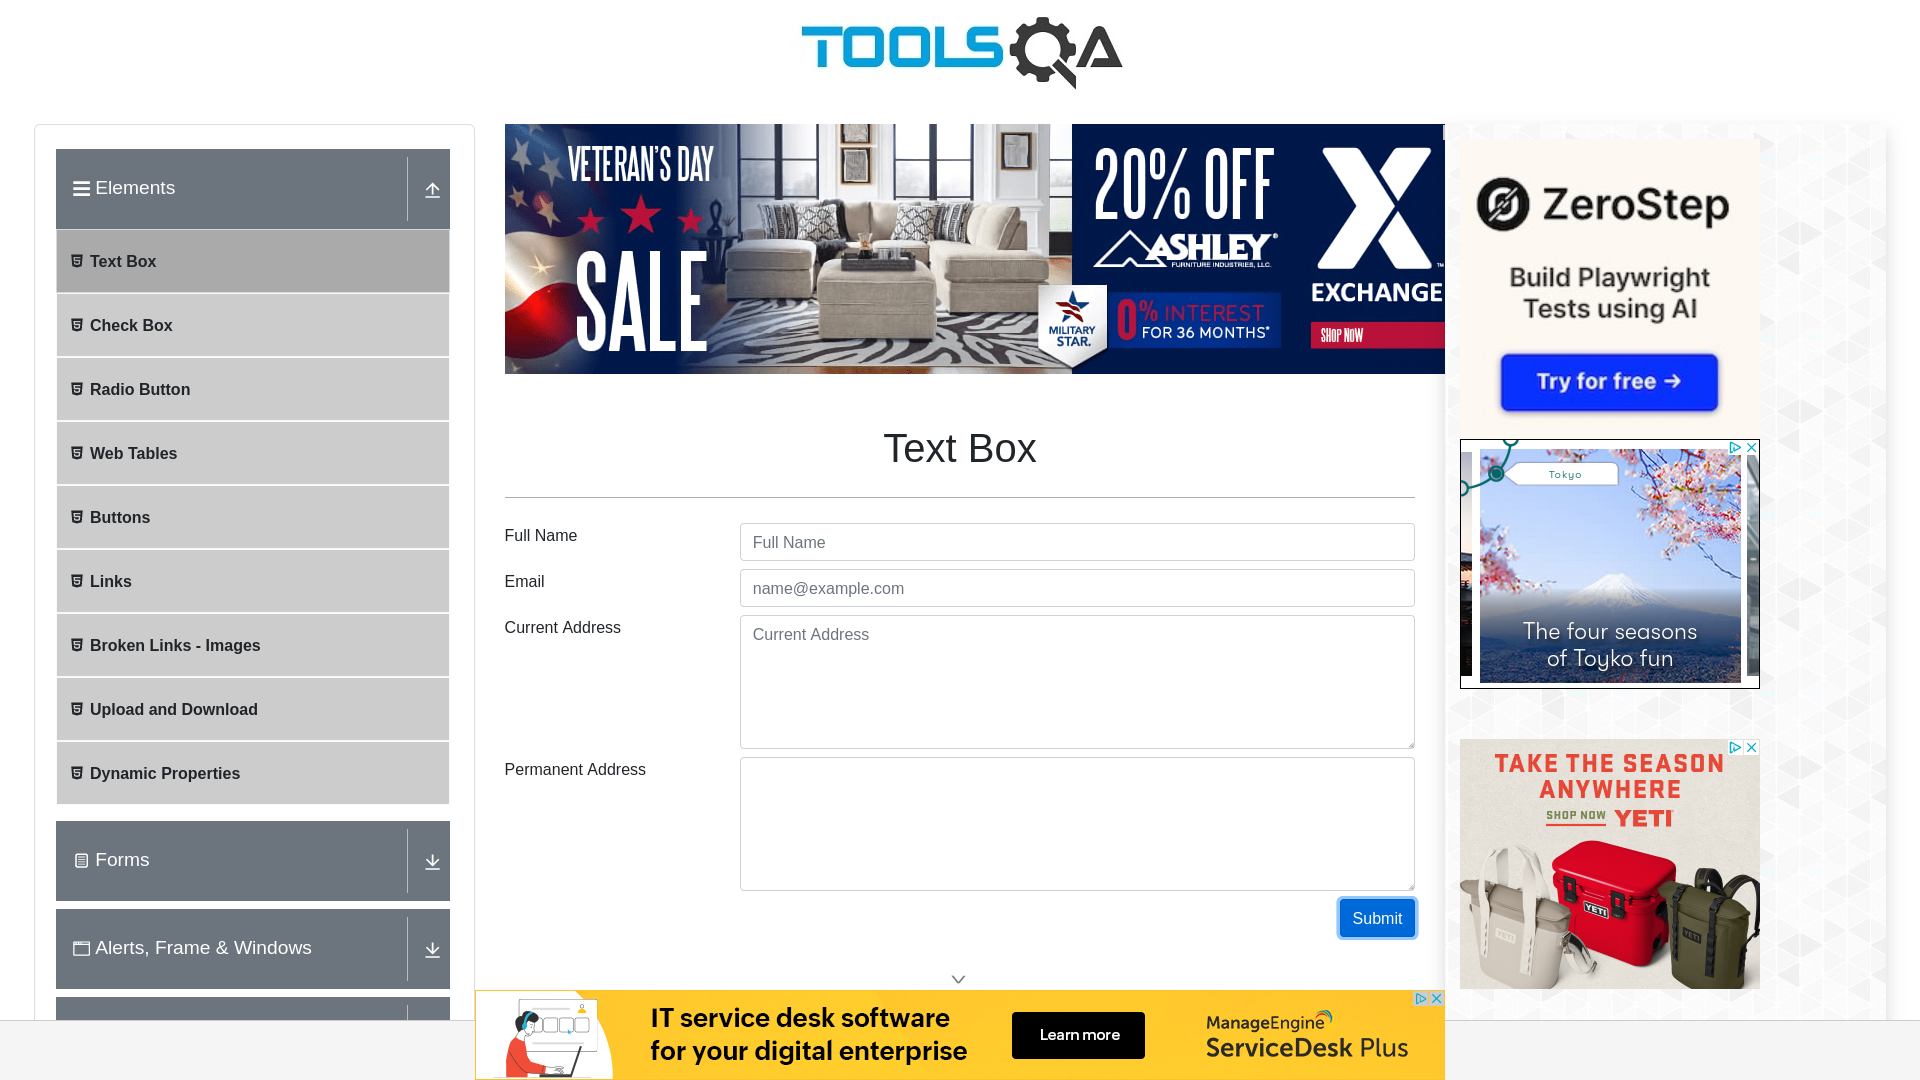 TOOLSQA
Elements
Text Box
Check Box
Radio Button
Web Tables
Buttons
Links
Broken Links - Images
Upload and Download
Dynamic Properties
Forms
Alerts, Frame & Windows
VETERAN'S DAY
SALE
MILITARY
STAR.
20% OFF
ASHLEY®
FURNITURE INDUSTRIES, LLC.
0% INTEREST
FOR 36 MONTHS*
X
EXCHANGE
SHOP NOW
Text Box
Full Name
Full Name
Email
name@example.com
Current Address
Current Address
Permanent Address
Submit
ZeroStep
Build Playwright
Tests using AI
Try for free →
Tokyo
The four seasons
of Toyko fun
TAKE THE SEASON
ANYWHERE
SHOP NOW YETI
YETI
YETI
YETI
IT service desk software
for your digital enterprise
Learn more
ManageEngine
ServiceDesk Plus